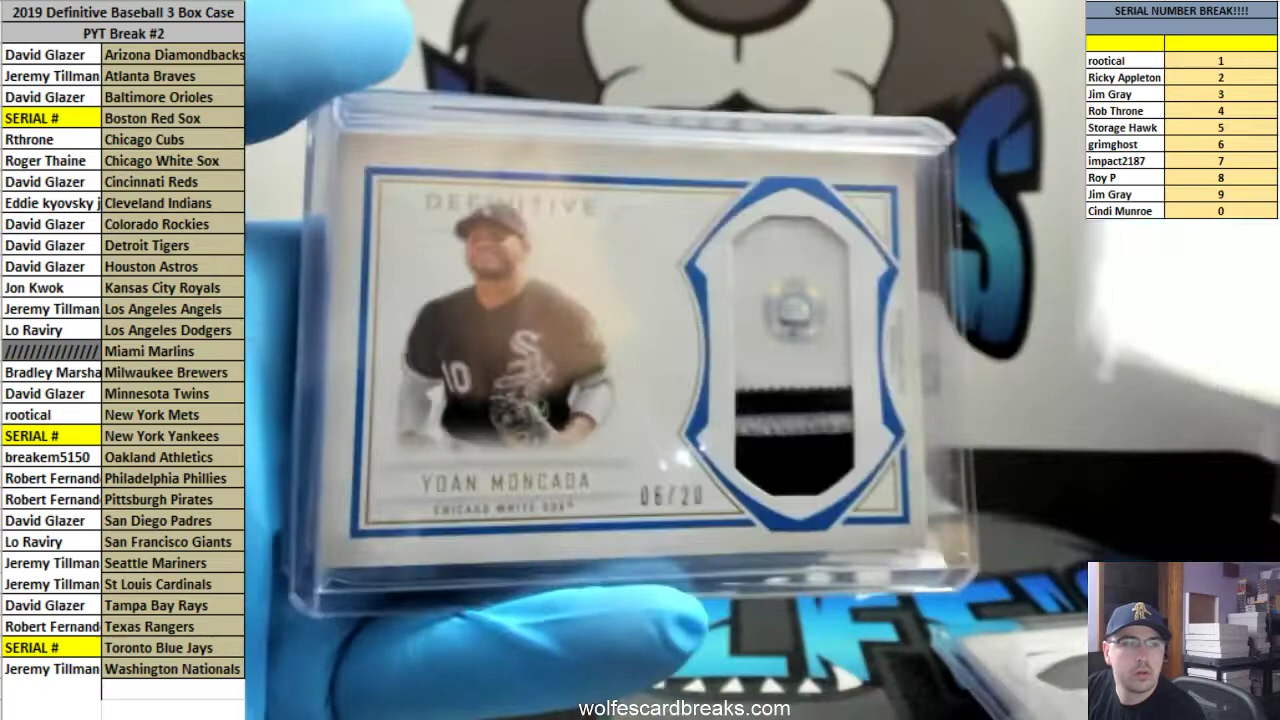 2019 Definitive Baseball 3 Box Case
PYT Break #2
David Glazer Arizona Diamondbacks
Jeremy Tillman Atlanta Braves
David Glazer Baltimore Orioles
SERIAL # Boston Red Sox
Rthrone Chicago Cubs
Roger Thaine Chicago White Sox
David Glazer Cincinnati Reds
Eddie kyovsky j Cleveland Indians
David Glazer Colorado Rockies
David Glazer Detroit Tigers
David Glazer Houston Astros
Jon Kwok Kansas City Royals
Jeremy Tillman Los Angeles Angels
Lo Raviry Los Angeles Dodgers
/////////////// Miami Marlins
Bradley Marsha Milwaukee Brewers
David Glazer Minnesota Twins
rootical New York Mets
SERIAL # New York Yankees
breakem5150 Oakland Athletics
Robert Fernand Philadelphia Phillies
Robert Fernand Pittsburgh Pirates
David Glazer San Diego Padres
Lo Raviry San Francisco Giants
Jeremy Tillman Seattle Mariners
Jeremy Tillman St Louis Cardinals
David Glazer Tampa Bay Rays
Robert Fernand Texas Rangers
SERIAL # Toronto Blue Jays
Jeremy Tillman Washington Nationals
DEFINITIVE
Sox
10
YOAN MONCADA
CHICAGO WHITE SOX
06/20
SERIAL NUMBER BREAK!!!!
rootical 1
Ricky Appleton 2
Jim Gray 3
Rob Throne 4
Storage Hawk 5
grimghost 6
impact2187 7
Roy P 8
Jim Gray 9
Cindi Munroe 0
wolfescardbreaks.com